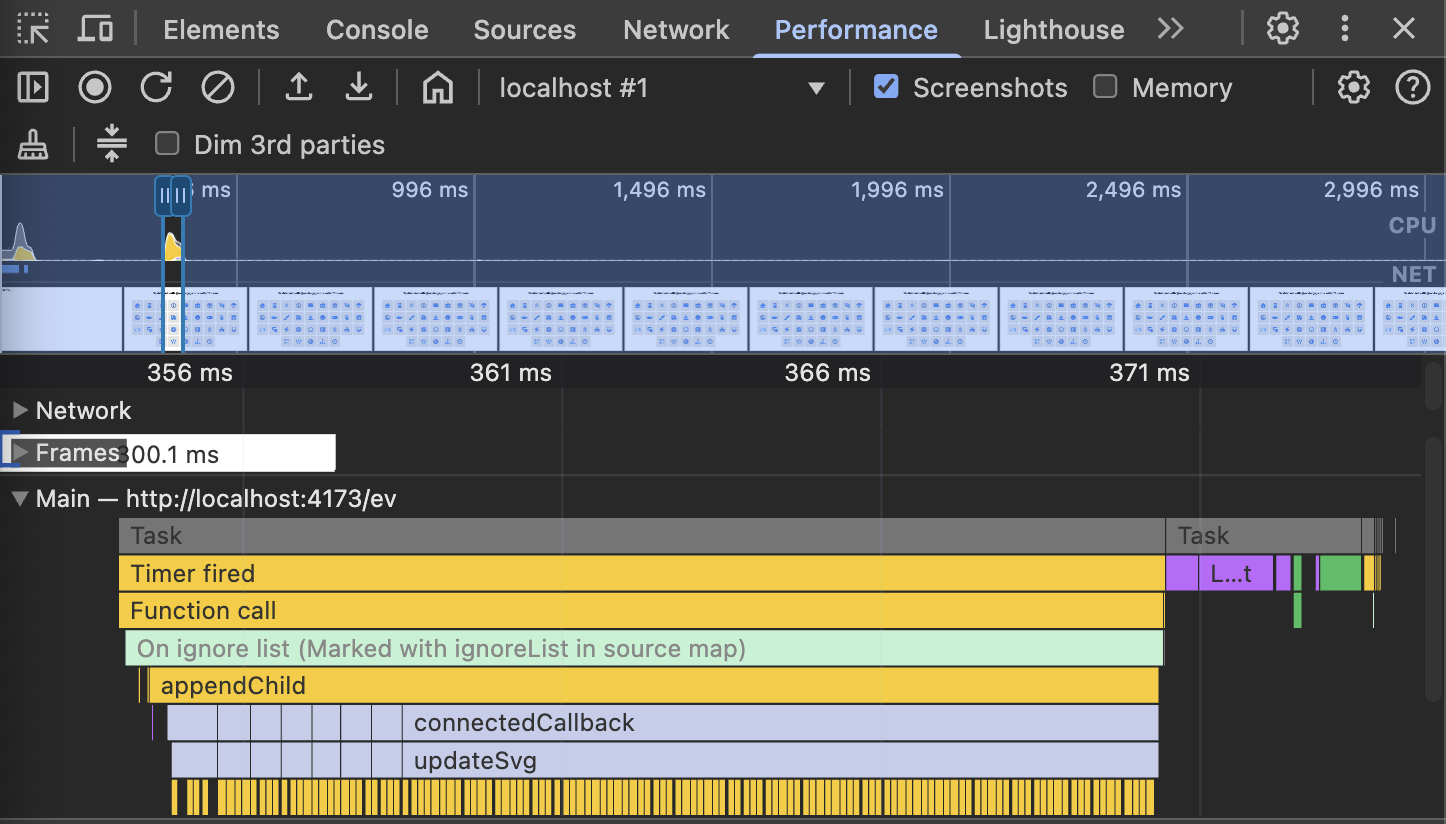 Elements Console Sources Network Performance Lighthouse
localhost #1 Screenshots Memory
Dim 3rd parties
ms 996 ms 1,496 ms 1,996 ms 2,496 ms 2,996 ms
CPU
NET
356 ms 361 ms 366 ms 371 ms
Network
Frames 300.1 ms
Main — http://localhost:4173/ev
Task Task
Timer fired L...t
Function call
On ignore list (Marked with ignoreList in source map)
appendChild
connectedCallback
updateSvg